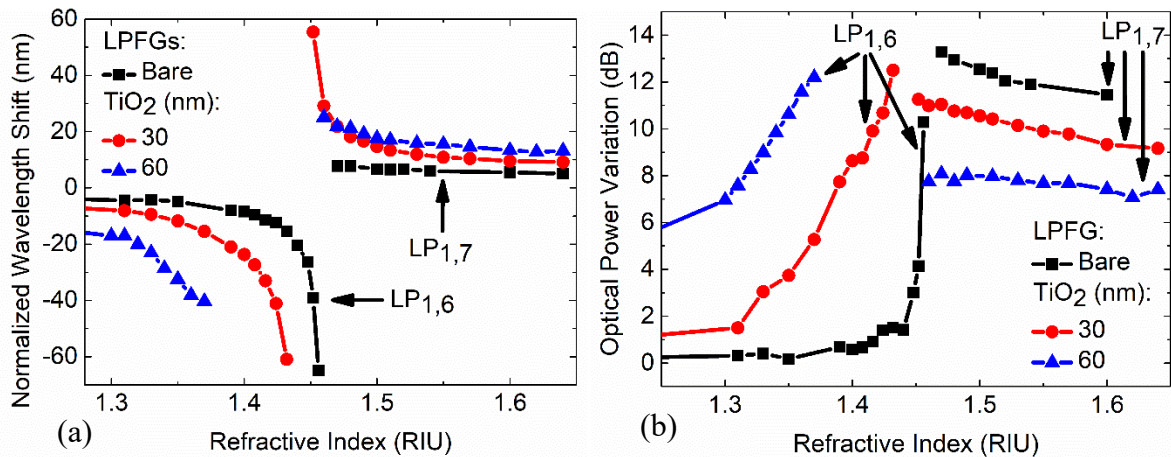 Normalized Wavelength Shift (nm)
60
40
20
0
-20
-40
-60
LPFGs:
Bare
TiO2 (nm):
30
60
LP1,7
LP1,6
1.3
1.4
1.5
1.6
(a)
Refractive Index (RIU)
Optical Power Variation (dB)
14
12
10
8
6
4
2
0
LP1,6
LP1,7
LPFG:
Bare
TiO2 (nm):
30
60
1.3
1.4
1.5
1.6
(b)
Refractive Index (RIU)